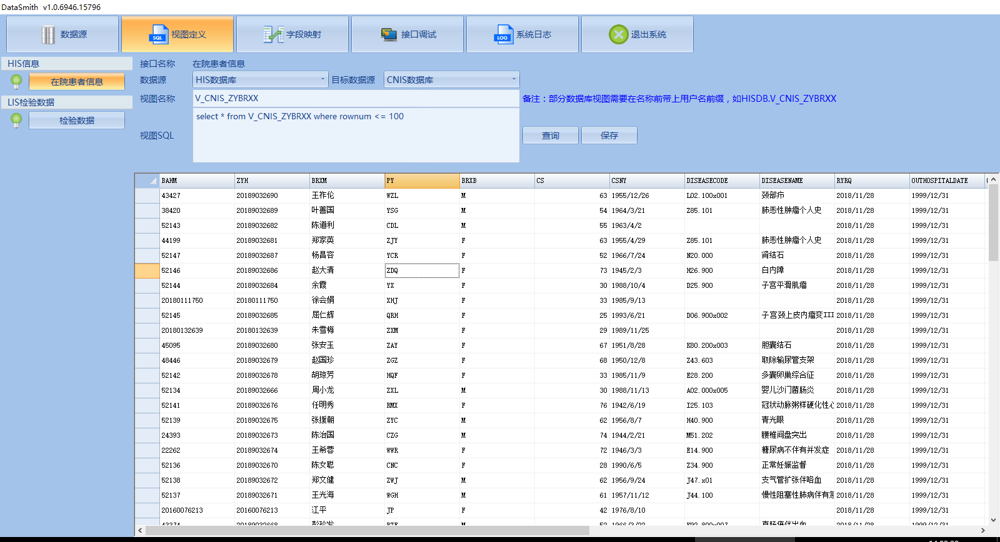 DataSmith v1.0.6946.15796
数据源 视图定义 字段映射 接口调试 系统日志 退出系统
HIS信息
在院患者信息
LIS检验数据
检验数据
接口名称 在院患者信息
数据源 HIS数据库 目标数据源 CNIS数据库
视图名称 V_CNIS_ZYBRXX 备注：部分数据库视图需要在名称前带上用户名前缀，如HISDB.V_CNIS_ZYBRXX
select * from V_CNIS_ZYBRXX where rownum <= 100
视图SQL 查询 保存
BAHM ZYH BRXM PY BRXB CS CSNY DISEASECODE DISEASENAME RYRQ OUTHOSPITALDATE
43427 20189032690 王祚伦 WZL M 63 1955/12/26 L02.100x001 颈部疖 2018/11/28 1999/12/31
38420 20189032689 叶善国 YSG M 54 1964/3/21 Z85.101 肺恶性肿瘤个人史 2018/11/28 1999/12/31
52143 20189032682 陈道利 CDL M 55 1963/4/2 2018/11/28 1999/12/31
44199 20189032681 郑家英 ZJY F 63 1955/4/29 Z85.101 肺恶性肿瘤个人史 2018/11/28 1999/12/31
52147 20189032687 杨昌容 YCR F 52 1966/7/24 N20.000 肾结石 2018/11/28 1999/12/31
52146 20189032686 赵大清 ZDQ F 73 1945/2/3 H26.900 白内障 2018/11/28 1999/12/31
52144 20189032684 余霞 YX F 30 1988/10/4 D25.900 子宫平滑肌瘤 2018/11/28 1999/12/31
20180111750 20180111750 徐会娟 XHJ F 33 1985/9/13 2018/11/28 1999/12/31
52145 20189032685 屈仁辉 QRH F 25 1993/6/21 D06.900x002 子宫颈上皮内瘤变III 2018/11/28 1999/12/31
20180132639 20180132639 朱雪梅 ZXM F 29 1989/11/25 2018/11/28 1999/12/31
45095 20189032680 张安玉 ZAY F 67 1951/8/28 K80.200x003 胆囊结石 2018/11/28 1999/12/31
48446 20189032679 赵国珍 ZGZ F 68 1950/12/8 Z43.603 取除输尿管支架 2018/11/28 1999/12/31
52142 20189032678 胡琼芳 HQF F 33 1985/11/9 E28.200 多囊卵巢综合征 2018/11/28 1999/12/31
52134 20189032666 周小龙 ZXL M 30 1988/11/13 A02.000x005 婴儿沙门菌肠炎 2018/11/28 1999/12/31
52141 20189032676 任明秀 RMX F 76 1942/6/19 I25.103 冠状动脉粥样硬化性心 2018/11/28 1999/12/31
52139 20189032675 张援朝 ZYC M 62 1956/8/7 H40.900 青光眼 2018/11/28 1999/12/31
24393 20189032673 陈治国 CZG M 74 1944/2/21 M51.202 腰椎间盘突出 2018/11/28 1999/12/31
22262 20189032674 王希蓉 WWR F 72 1946/3/3 E14.900 糖尿病不伴有并发症 2018/11/28 1999/12/31
52136 20189032670 陈女聪 CNC F 28 1990/6/5 Z34.900 正常妊娠监督 2018/11/28 1999/12/31
52138 20189032672 郑文健 ZWJ M 62 1956/9/24 J47.x01 支气管扩张伴咯血 2018/11/28 1999/12/31
52137 20189032671 王光海 WGH M 61 1957/11/12 J44.100 慢性阻塞性肺病伴有急 2018/11/28 1999/12/31
20160076213 20160076213 江平 JP F 42 1976/8/10 2018/11/28 1999/12/31